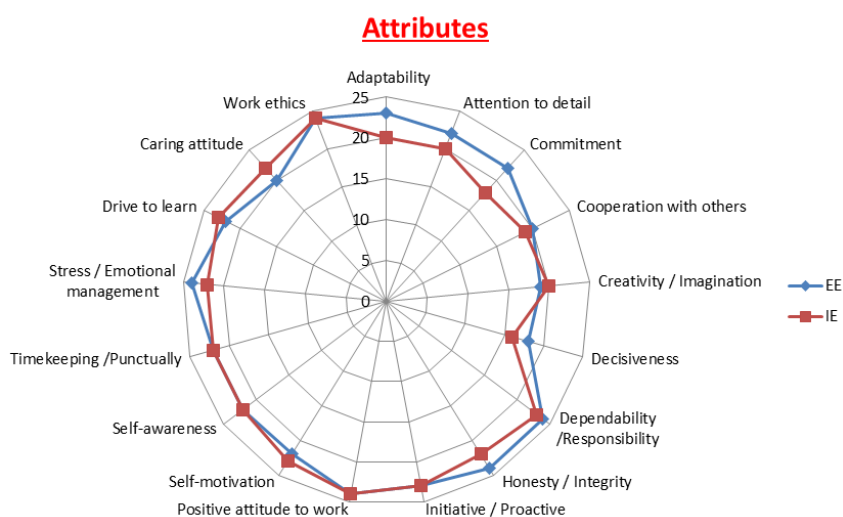 Attributes
Adaptability
Attention to detail
Commitment
Cooperation with others
Creativity / Imagination
Decisiveness
Dependability
/Responsibility
Honesty / Integrity
Initiative / Proactive
Positive attitude to work
Self-motivation
Self-awareness
Timekeeping /Punctually
Stress / Emotional
management
Drive to learn
Caring attitude
Work ethics
25
20
15
10
5
0
EE
IE